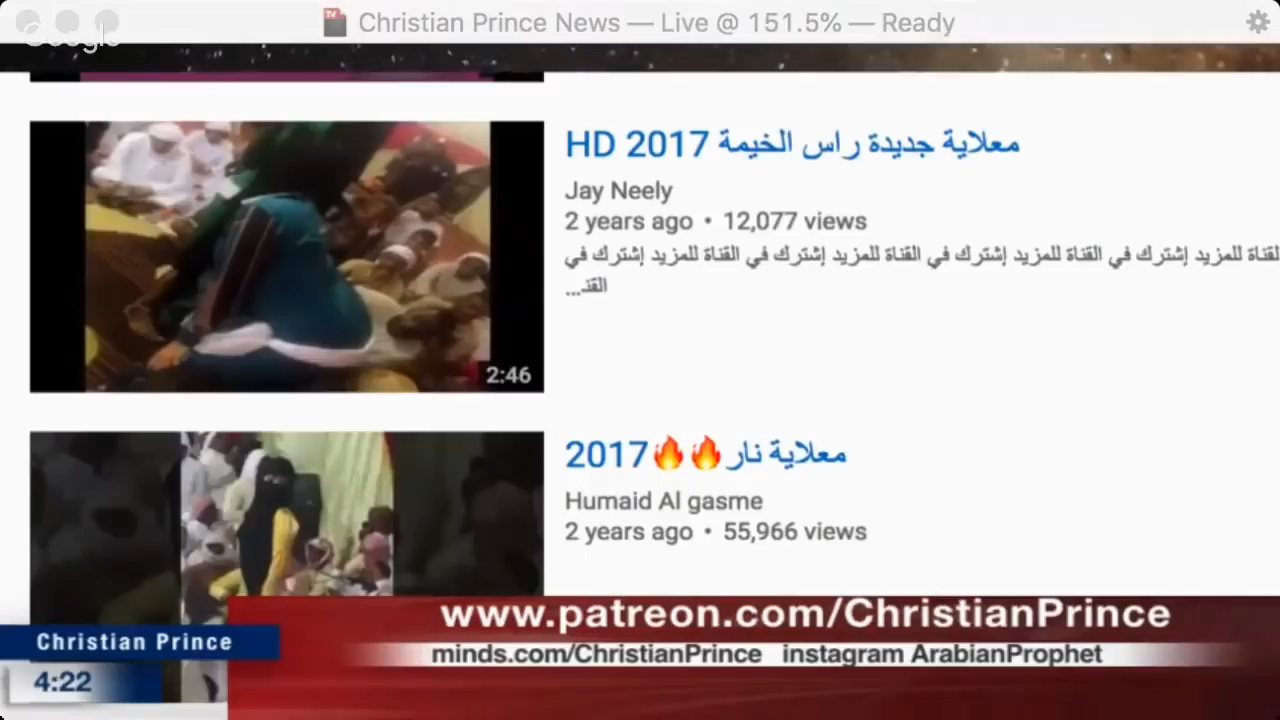 Christian Prince News — Live @ 151.5% — Ready
Google
معلاية جديدة راس الخيمة 2017 HD
Jay Neely
2 years ago • 12,077 views
لقناة للمزيد إشترك في القناة للمزيد إشترك في القناة للمزيد إشترك في القناة للمزيد إشترك في
القنـ...
2:46
معلاية نار🔥🔥2017
Humaid Al gasme
2 years ago • 55,966 views
www.patreon.com/ChristianPrince
Christian Prince
minds.com/ChristianPrince instagram ArabianProphet
4:22